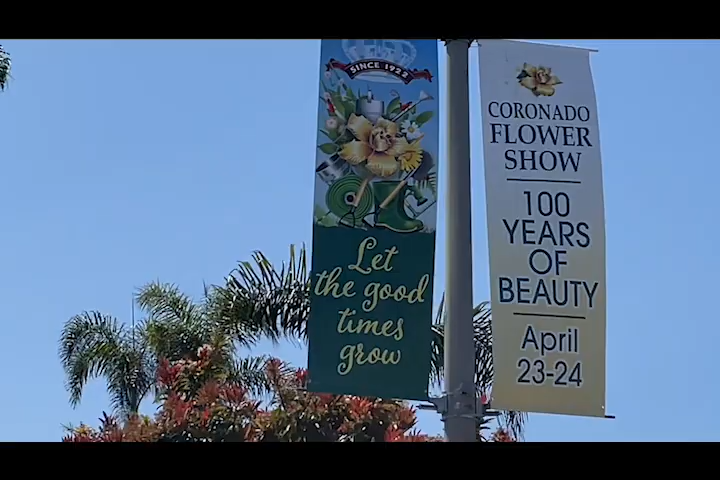 SINCE 1922
Let
the good
times
grow
CORONADO
FLOWER
SHOW
100
YEARS
OF
BEAUTY
April
23-24